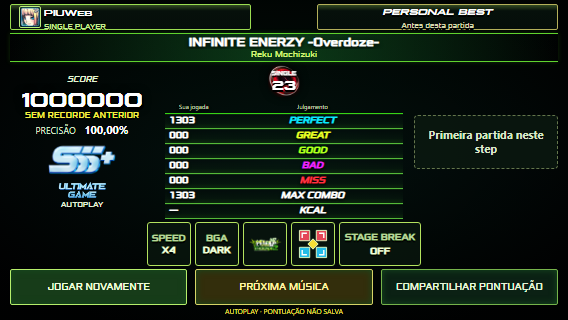 PIUWEB
SINGLE PLAYER
PERSONAL BEST
Antes desta partida
INFINITE ENERZY -Overdoze-
Reku Mochizuki
SCORE
1000000
SEM RECORDE ANTERIOR
PRECISÃO 100,00%
SSS+
ULTIMATE
GAME
AUTOPLAY
SINGLE
23
Sua jogada Julgamento
1303 PERFECT
000 GREAT
000 GOOD
000 BAD
000 MISS
1303 MAX COMBO
— KCAL
Primeira partida neste
step
SPEED
X4
BGA
DARK
STAGE BREAK
OFF
JOGAR NOVAMENTE
PRÓXIMA MÚSICA
COMPARTILHAR PONTUAÇÃO
AUTOPLAY · PONTUAÇÃO NÃO SALVA